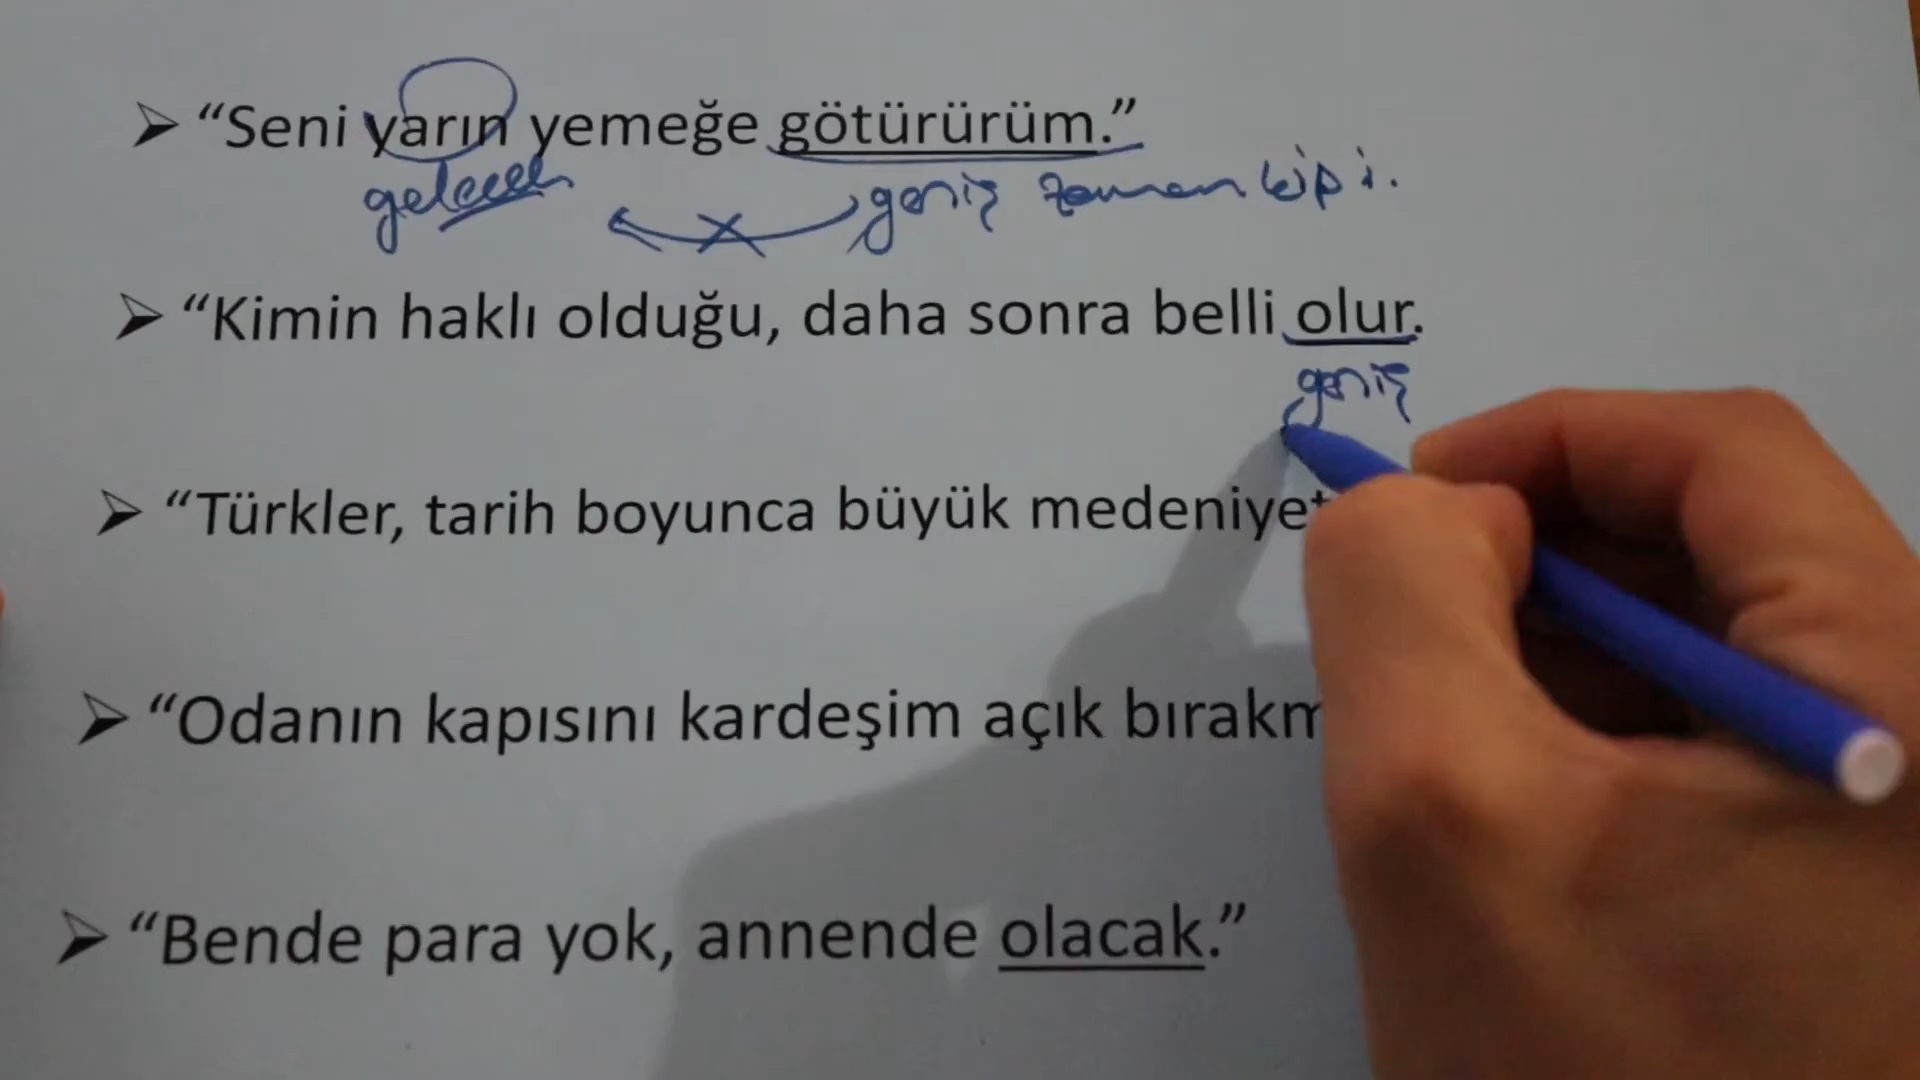 “Seni yarın yemeğe götürürüm.”
gelecek geniş zaman kipi.
“Kimin haklı olduğu, daha sonra belli olur.
geniş
“Türkler, tarih boyunca büyük medeniyet
“Odanın kapısını kardeşim açık bırakm
“Bende para yok, annende olacak.”